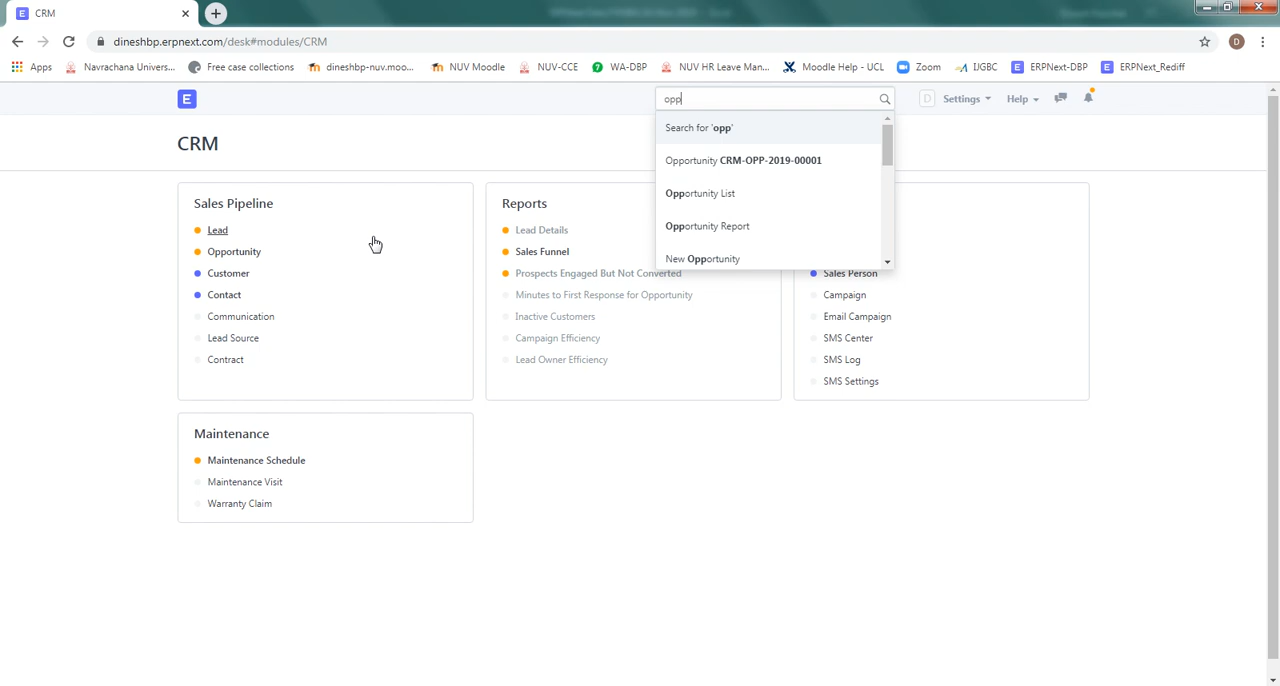 CRM
dineshbp.erpnext.com/desk#modules/CRM
D
Apps
Navrachana Univers...
Free case collections
dineshbp-nuv.moo...
NUV Moodle
NUV-CCE
WA-DBP
NUV HR Leave Man...
Moodle Help - UCL
Zoom
IJGBC
ERPNext-DBP
ERPNext_Rediff
E
opp
D
Settings
Help
Search for 'opp'
Opportunity CRM-OPP-2019-00001
Opportunity List
Opportunity Report
New Opportunity
CRM
Sales Pipeline
Lead
Opportunity
Customer
Contact
Communication
Lead Source
Contract
Reports
Lead Details
Sales Funnel
Prospects Engaged But Not Converted
Minutes to First Response for Opportunity
Inactive Customers
Campaign Efficiency
Lead Owner Efficiency
Sales Person
Campaign
Email Campaign
SMS Center
SMS Log
SMS Settings
Maintenance
Maintenance Schedule
Maintenance Visit
Warranty Claim